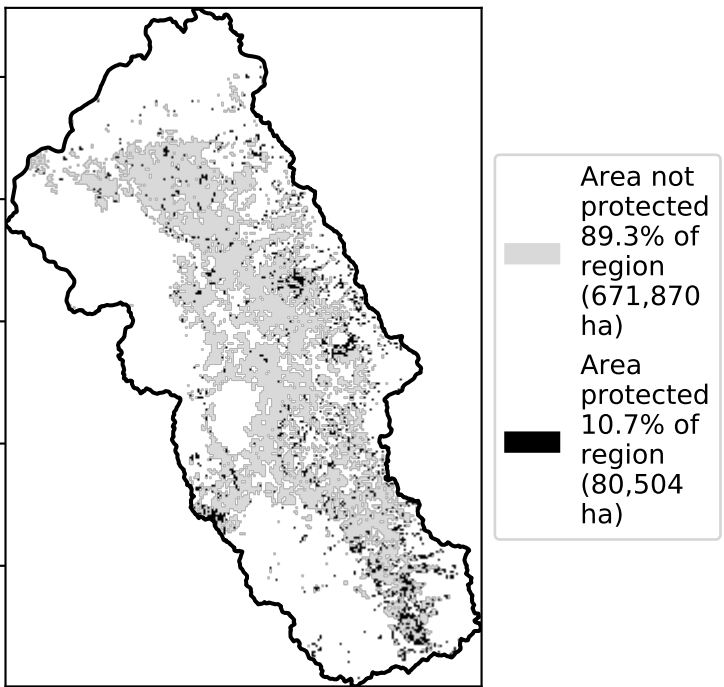 Area not
protected
89.3% of
region
(671,870
ha)
Area
protected
10.7% of
region
(80,504
ha)